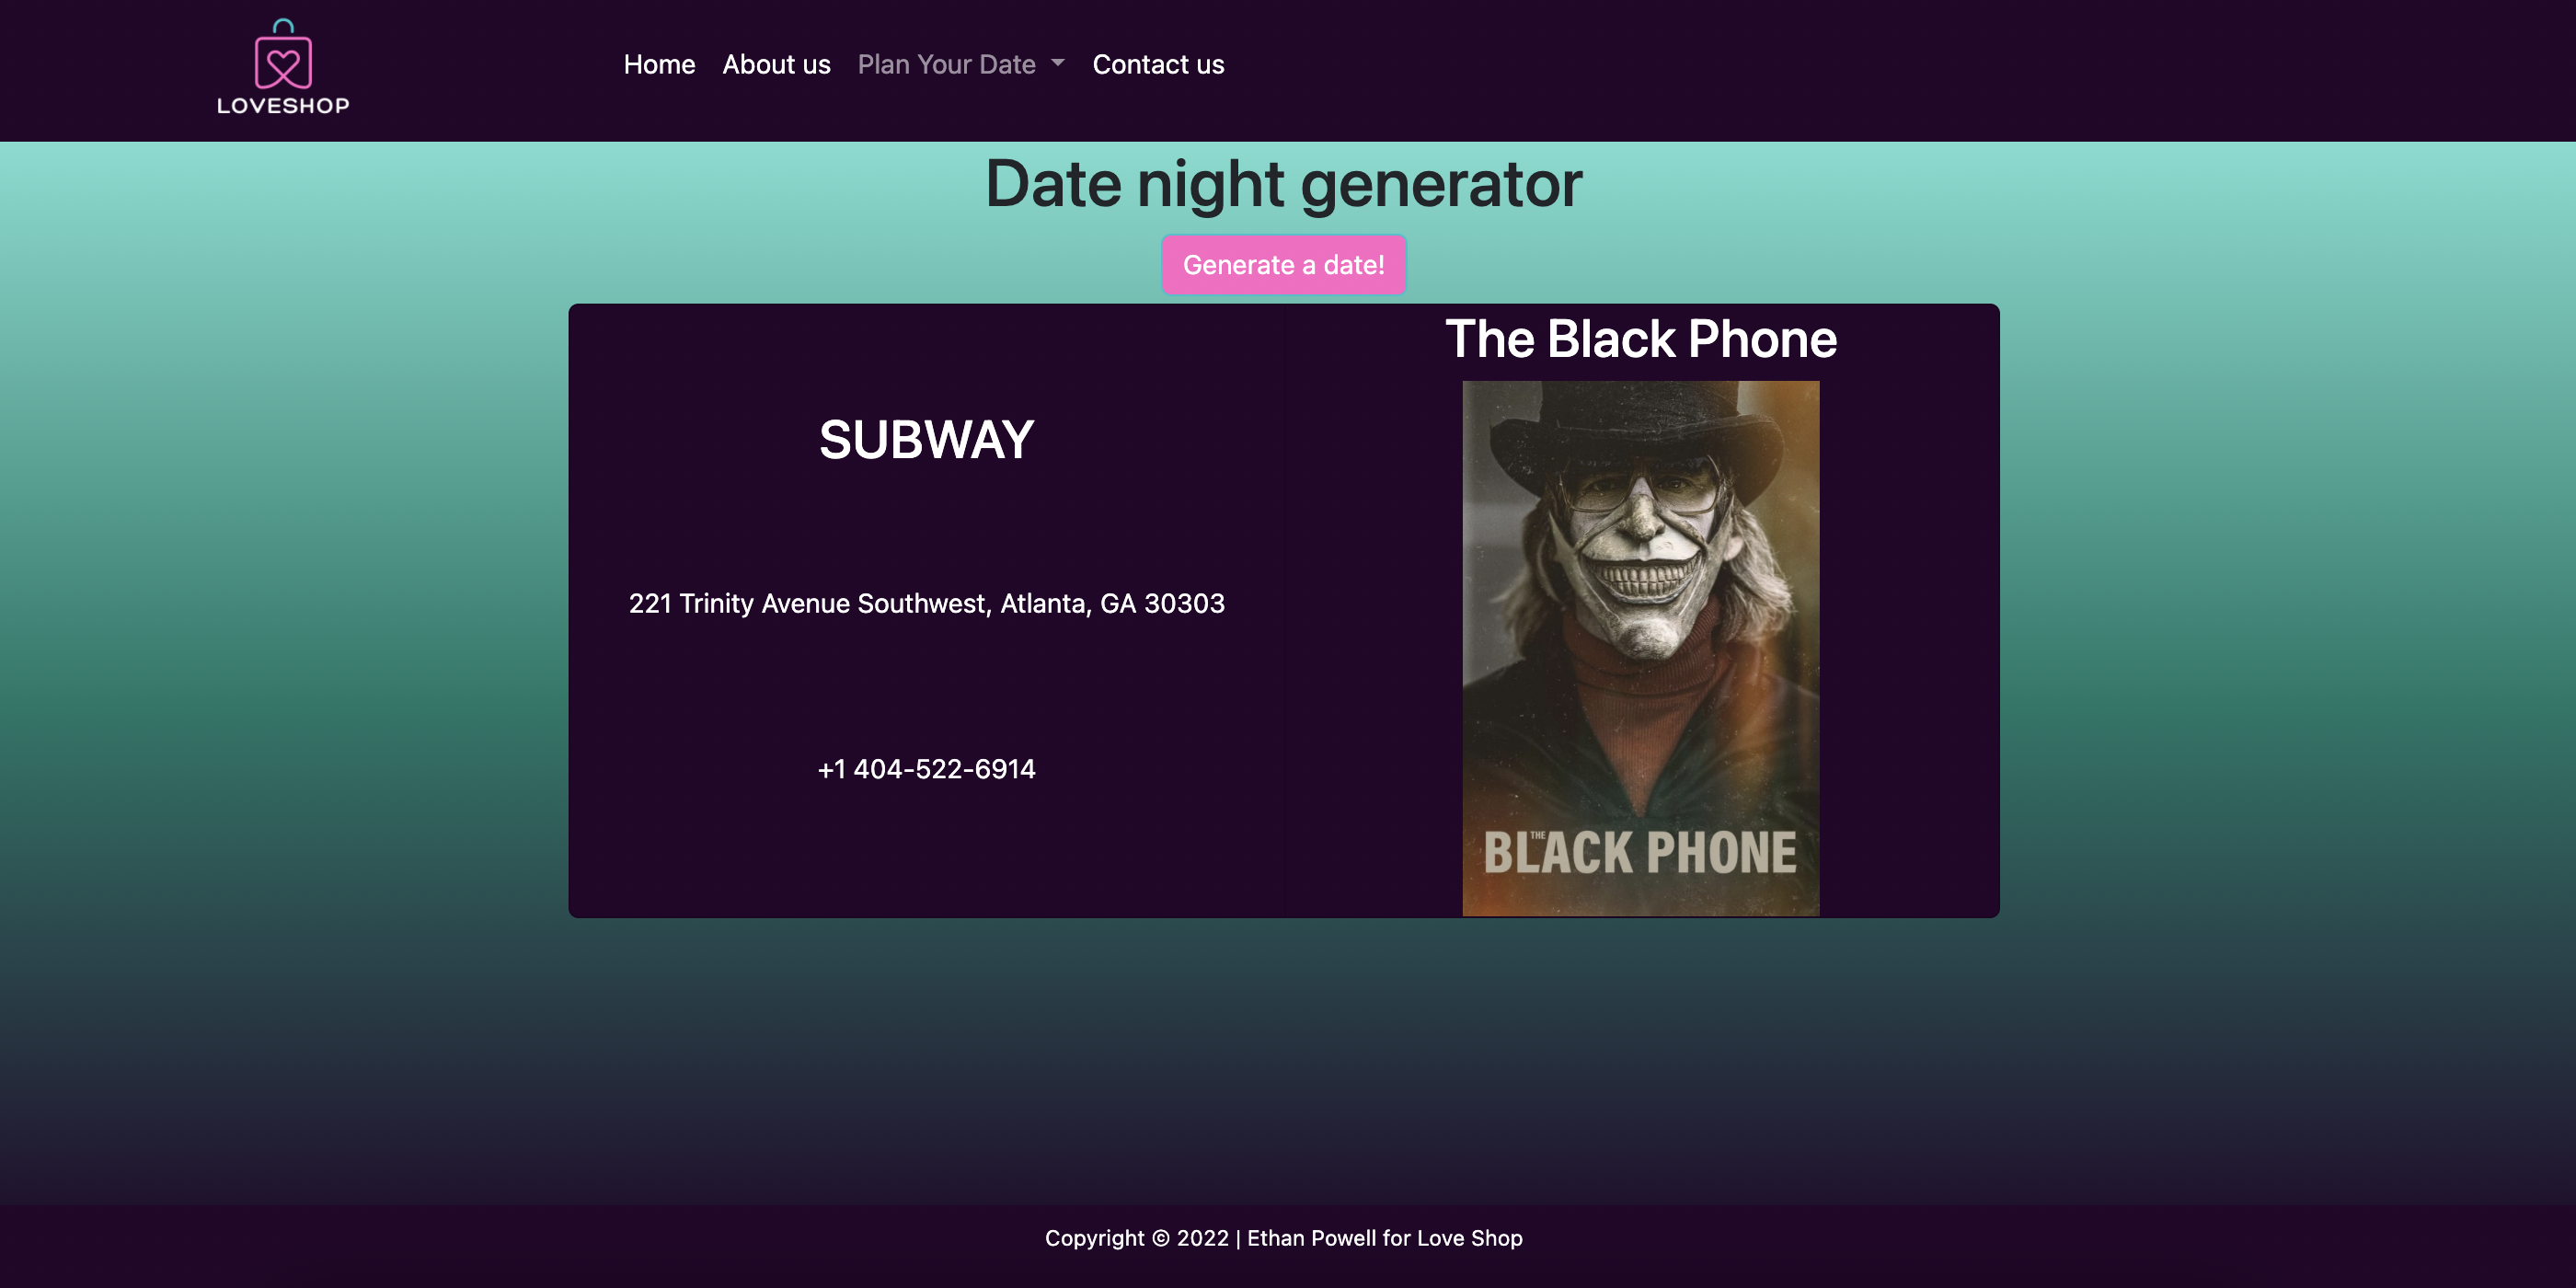 LOVESHOP
Home About us Plan Your Date Contact us
Date night generator
Generate a date!
SUBWAY
221 Trinity Avenue Southwest, Atlanta, GA 30303
+1 404-522-6914
The Black Phone
THE BLACK PHONE
Copyright © 2022 | Ethan Powell for Love Shop